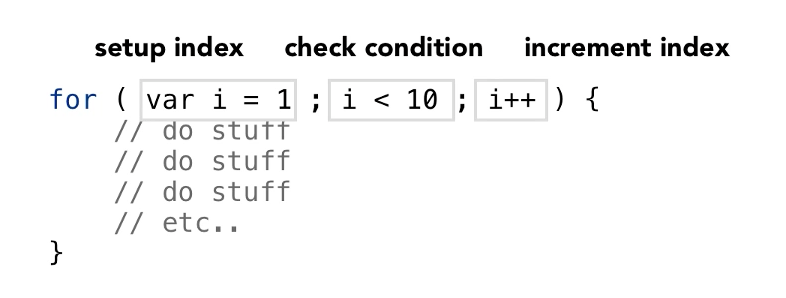 setup index check condition increment index
for ( var i = 1 ; i < 10 ; i++ ) {
// do stuff
// do stuff
// do stuff
// etc..
}